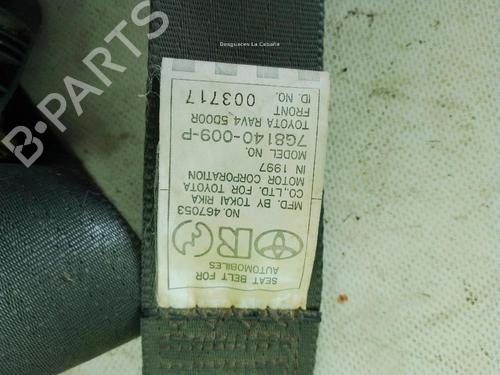 Desguaces La Cabaña
SEAT BELT FOR
AUTOMOBILES
NO.467053
MFD. BY TOKAI RIKA
CO.,LTD. FOR TOYOTA
MOTOR CORPORATION
IN 1997
MODEL NO.
7G8140-009-P
TOYOTA RAV4 5DOOR
FRONT
ID. NO. 003717